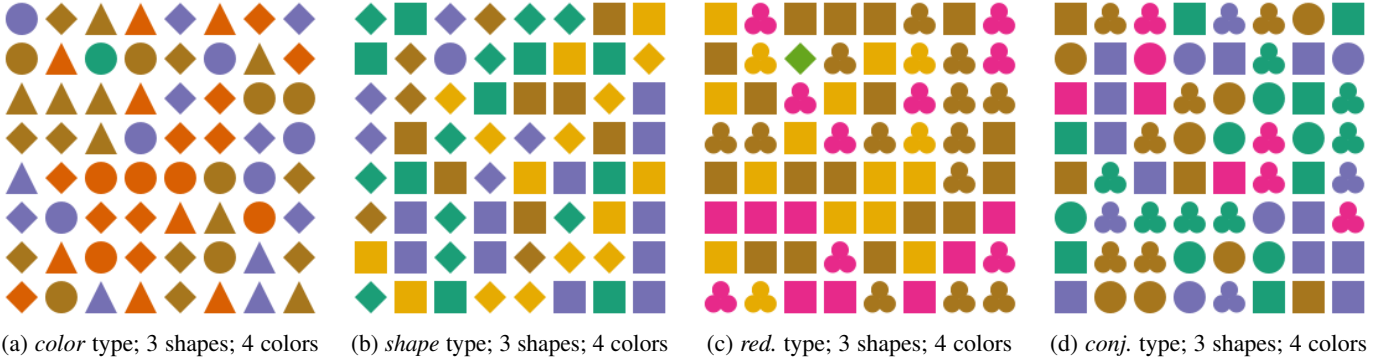 (a) color type; 3 shapes; 4 colors
(b) shape type; 3 shapes; 4 colors
(c) red. type; 3 shapes; 4 colors
(d) conj. type; 3 shapes; 4 colors